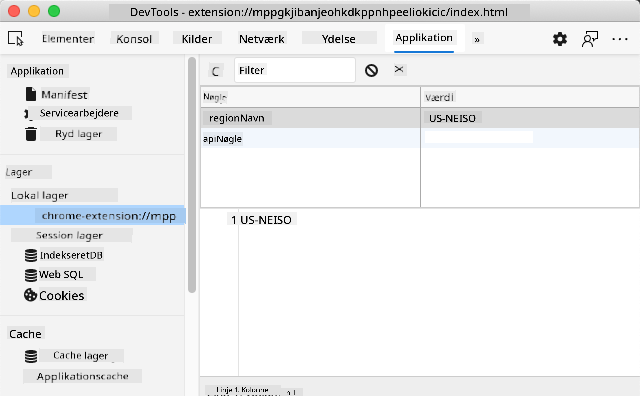 DevTools - extension://mppgkjibanjeohkdkppnhpeeliokicic/index.html
Elementer Konsol Kilder Netværk Ydelse Applikation »
Applikation
Manifest
Servicearbejdere
Ryd lager
Lager
Lokal lager
chrome-extension://mpp
Session lager
IndekseretDB
Web SQL
Cookies
Cache
Cache lager
Applikationscache
C Filter
Nøgle Værdi
regionNavn US-NEISO
apiNøgle
1 US-NEISO
Linje 1, Kolonne